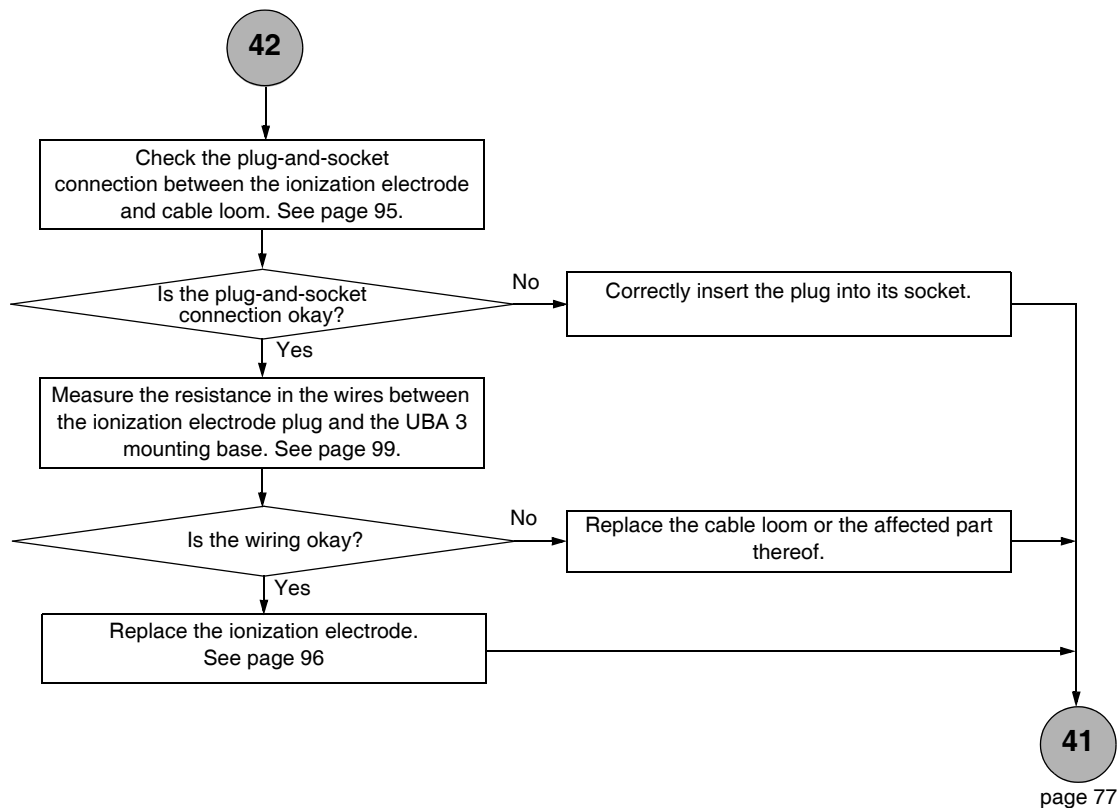 42
Check the plug-and-socket
connection between the ionization electrode
and cable loom. See page 95.
Is the plug-and-socket
connection okay?
No
Correctly insert the plug into its socket.
Yes
Measure the resistance in the wires between
the ionization electrode plug and the UBA 3
mounting base. See page 99.
Is the wiring okay?
No
Replace the cable loom or the affected part
thereof.
Yes
Replace the ionization electrode.
See page 96
41
page 77